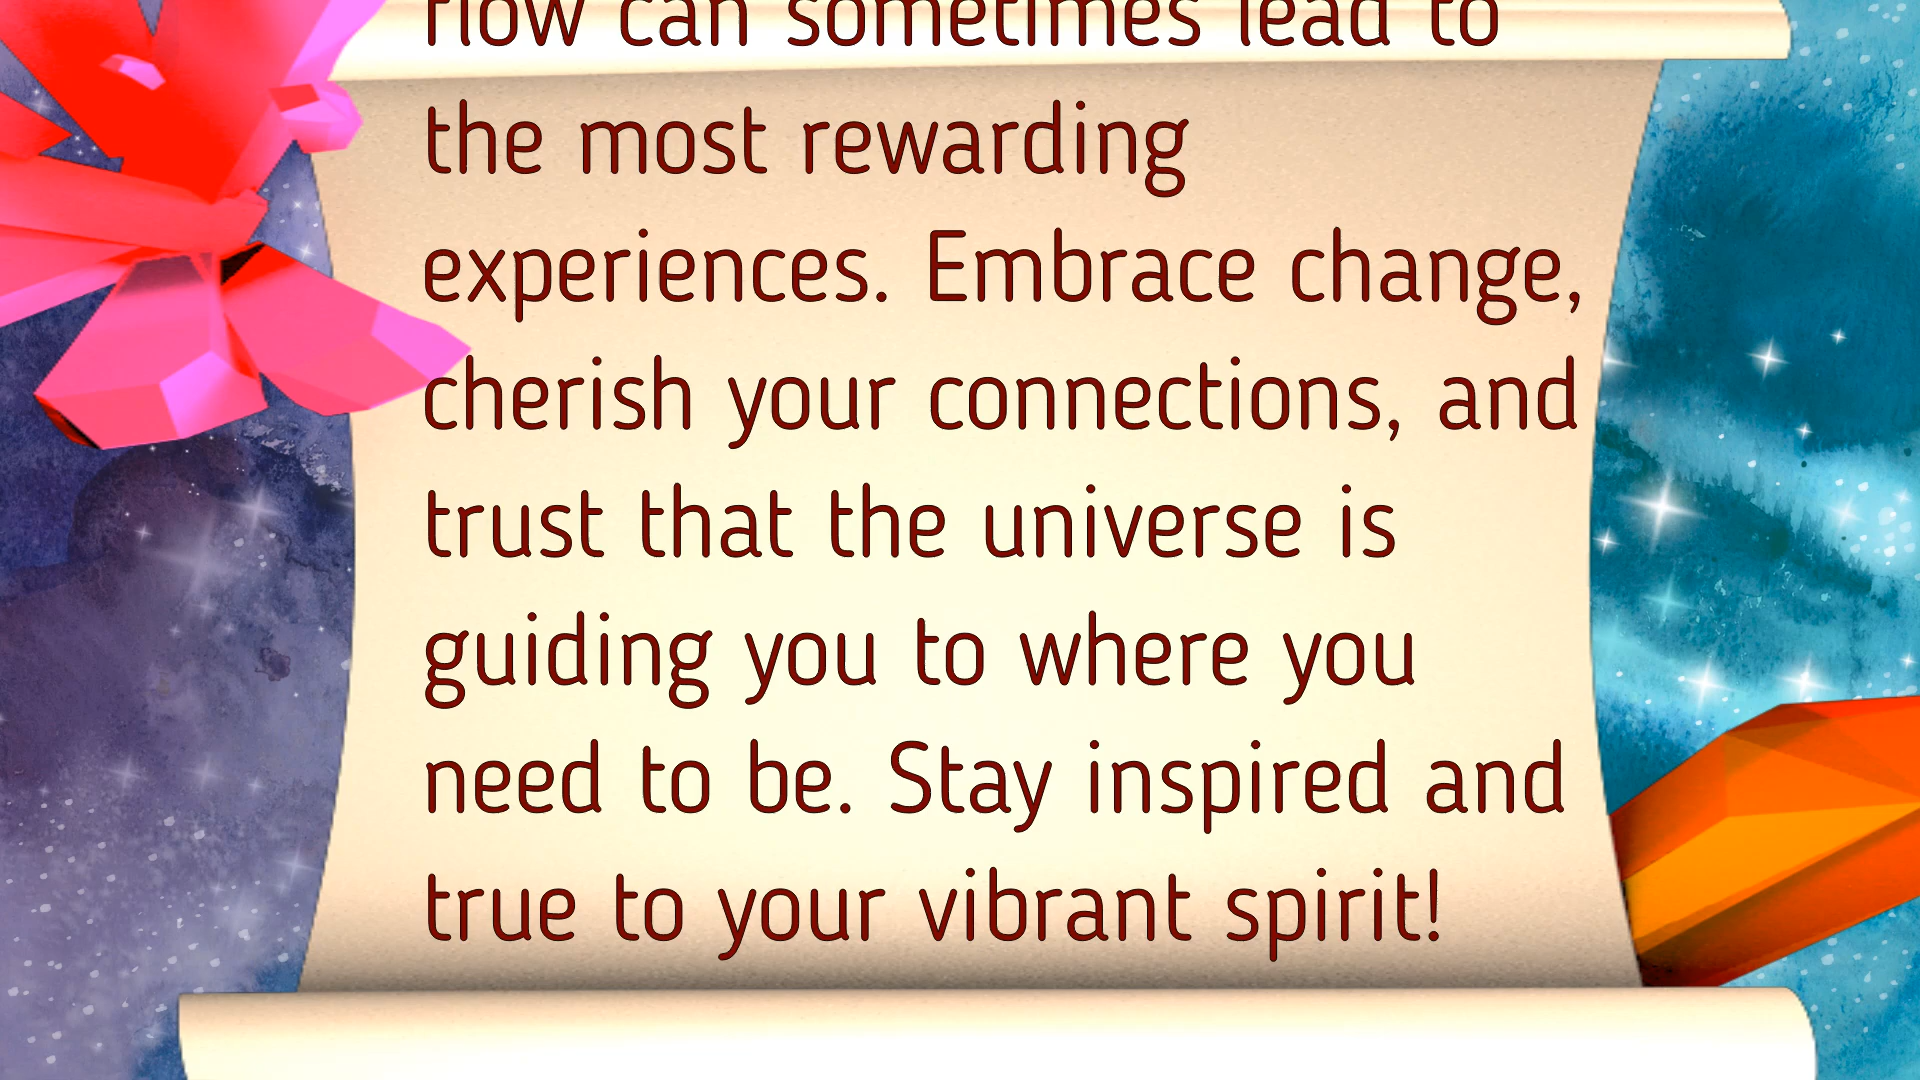 flow can sometimes lead to
the most rewarding
experiences. Embrace change,
cherish your connections, and
trust that the universe is
guiding you to where you
need to be. Stay inspired and
true to your vibrant spirit!